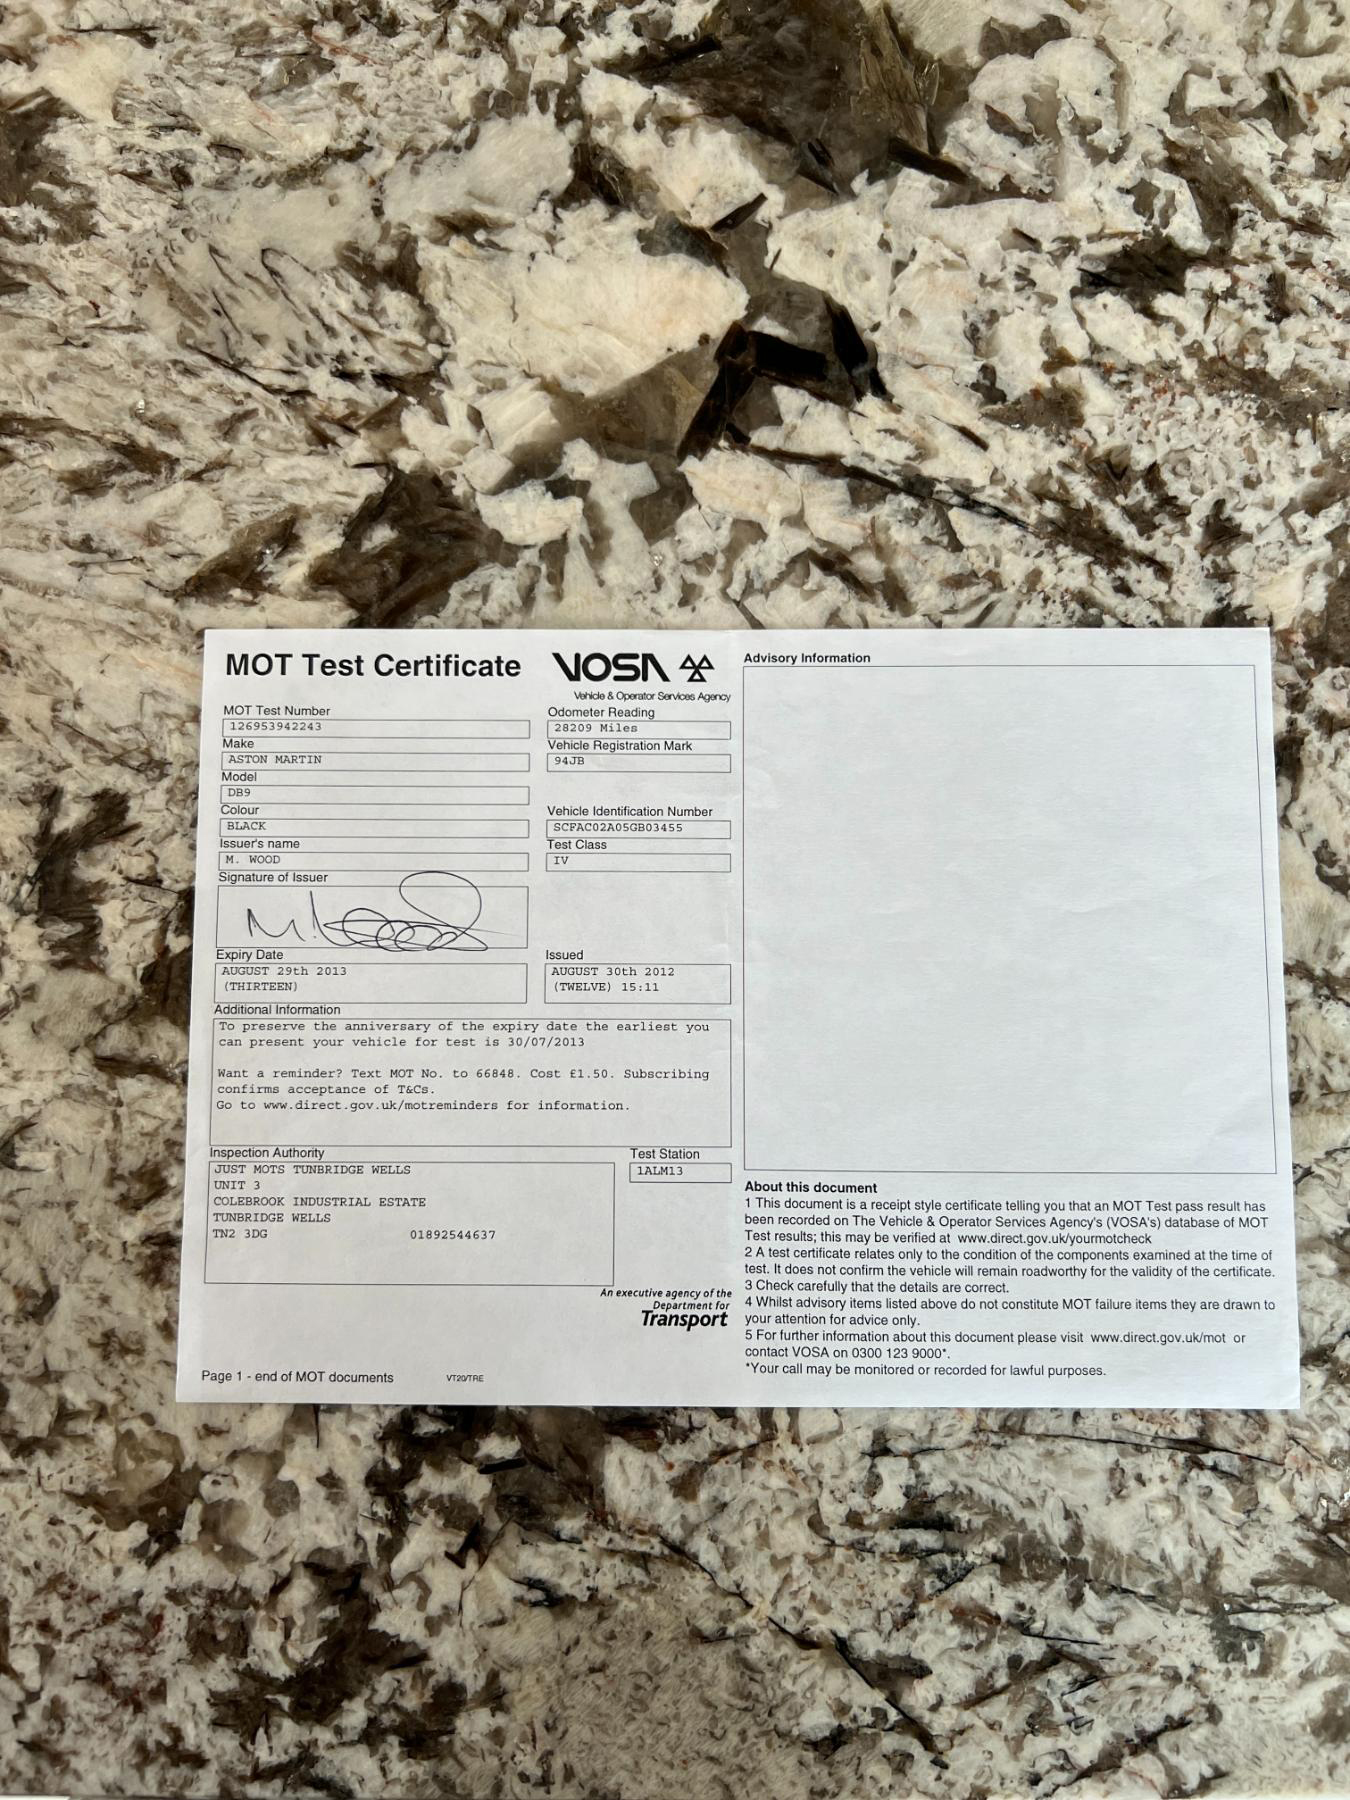 MOT Test Certificate
VOSA
Vehicle & Operator Services Agency
MOT Test Number
126953942243
Make
ASTON MARTIN
Model
DB9
Colour
BLACK
Issuer's name
M. WOOD
Signature of Issuer
M. Wood
Odometer Reading
28209 Miles
Vehicle Registration Mark
94JB
Vehicle Identification Number
SCFAC02A05GB03455
Test Class
IV
Expiry Date
AUGUST 29th 2013
(THIRTEEN)
Issued
AUGUST 30th 2012
(TWELVE) 15:11
Additional Information
To preserve the anniversary of the expiry date the earliest you
can present your vehicle for test is 30/07/2013
Want a reminder? Text MOT No. to 66848. Cost £1.50. Subscribing
confirms acceptance of T&Cs.
Go to www.direct.gov.uk/motreminders for information.
Inspection Authority
JUST MOTS TUNBRIDGE WELLS
UNIT 3
COLEBROOK INDUSTRIAL ESTATE
TUNBRIDGE WELLS
TN2 3DG 01892544637
Test Station
1ALM13
An executive agency of the
Department for
Transport
Page 1 - end of MOT documents VT20/TRE
Advisory Information
About this document
1 This document is a receipt style certificate telling you that an MOT Test pass result has
been recorded on The Vehicle & Operator Services Agency's (VOSA's) database of MOT
Test results; this may be verified at www.direct.gov.uk/yourmotcheck
2 A test certificate relates only to the condition of the components examined at the time of
test. It does not confirm the vehicle will remain roadworthy for the validity of the certificate.
3 Check carefully that the details are correct.
4 Whilst advisory items listed above do not constitute MOT failure items they are drawn to
your attention for advice only.
5 For further information about this document please visit www.direct.gov.uk/mot or
contact VOSA on 0300 123 9000*.
*Your call may be monitored or recorded for lawful purposes.